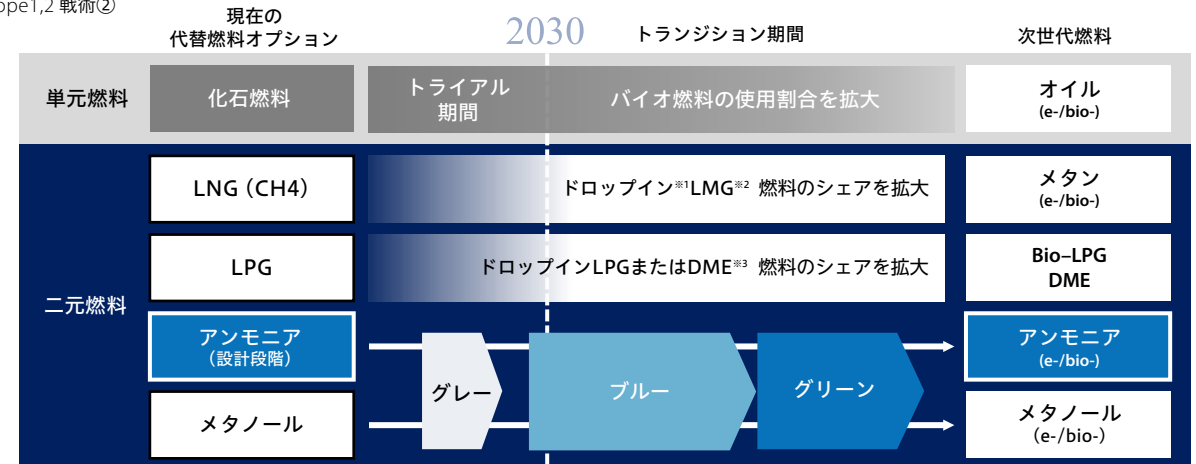 ope1,2 戦術②
現在の
代替燃料オプション
2030
トランジション期間
次世代燃料
単元燃料
化石燃料
トライアル
期間
バイオ燃料の使用割合を拡大
オイル
(e-/bio-)
二元燃料
LNG（CH4）
ドロップイン※1LMG※2 燃料のシェアを拡大
メタン
(e-/bio-)
LPG
ドロップインLPGまたはDME※3 燃料のシェアを拡大
Bio–LPG
DME
アンモニア
（設計段階）
グレー
ブルー
グリーン
アンモニア
(e-/bio-)
メタノール
メタノール
（e-/bio-）